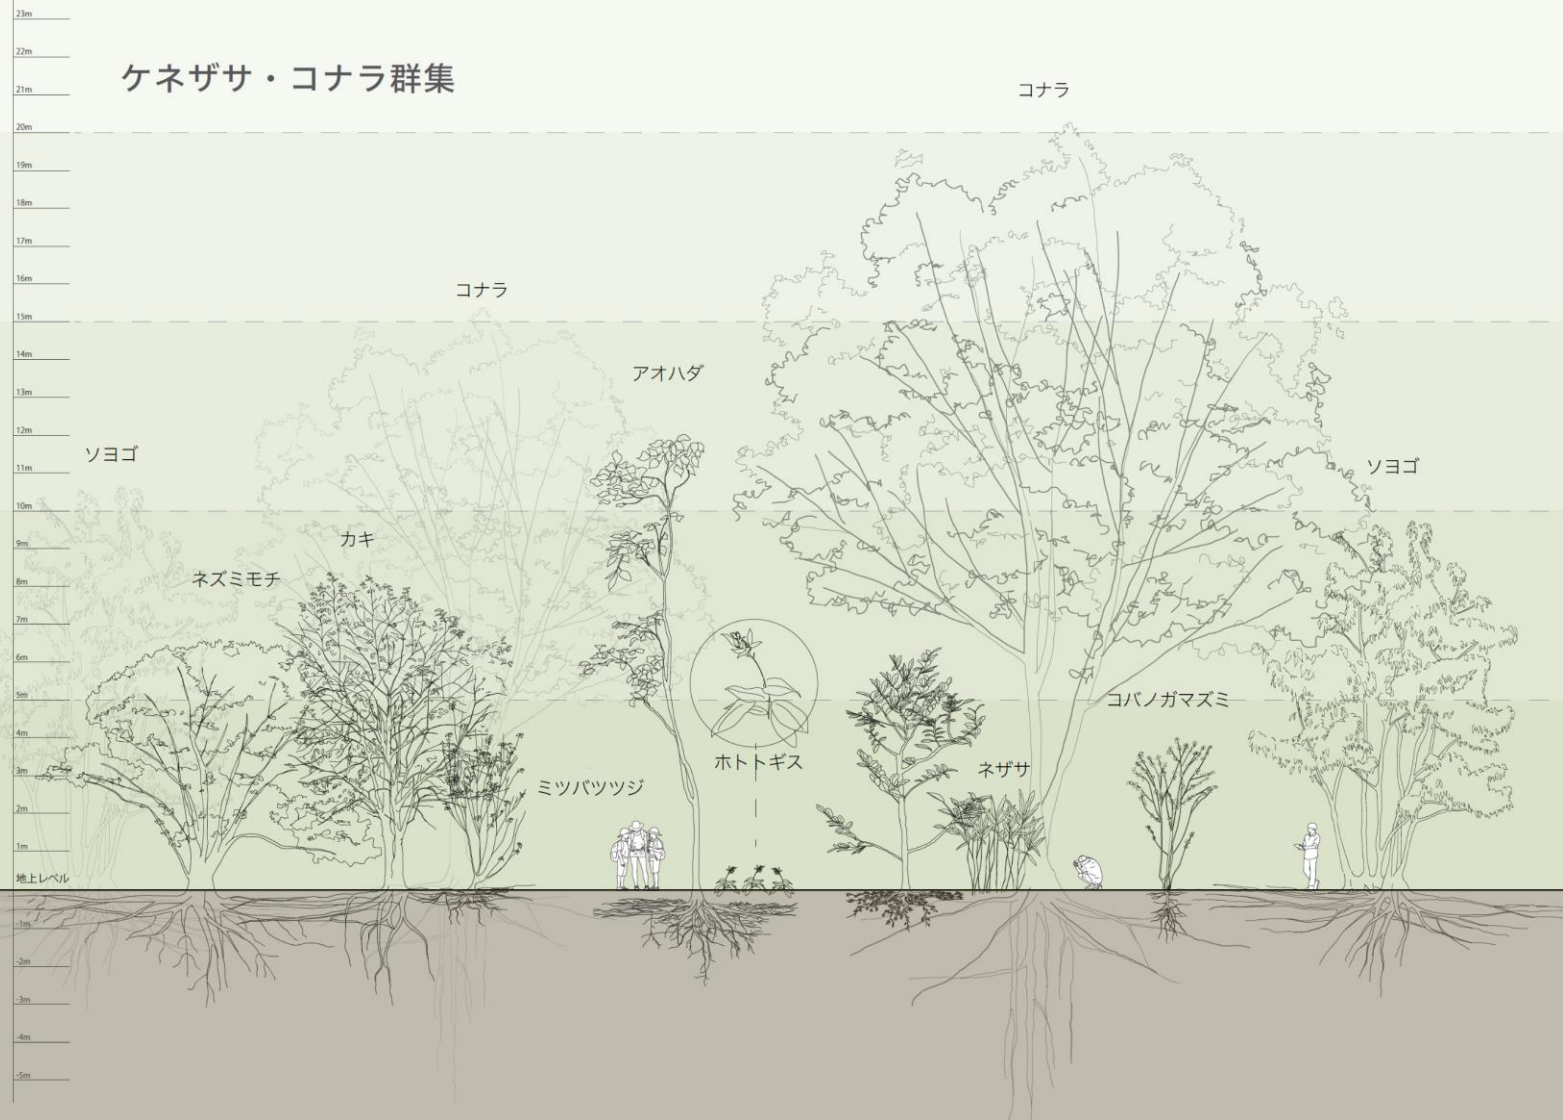 ケネザサ・コナラ群集
23m
22m
21m
20m
19m
18m
17m
16m
15m
14m
13m
12m
11m
10m
9m
8m
7m
6m
5m
4m
3m
2m
1m
地上レベル
-1m
-2m
-3m
-4m
-5m
コナラ
コナラ
アオハダ
ソヨゴ
ソヨゴ
カキ
ネズミモチ
コバノガマズミ
ホトトギス
ネザサ
ミツバツツジ